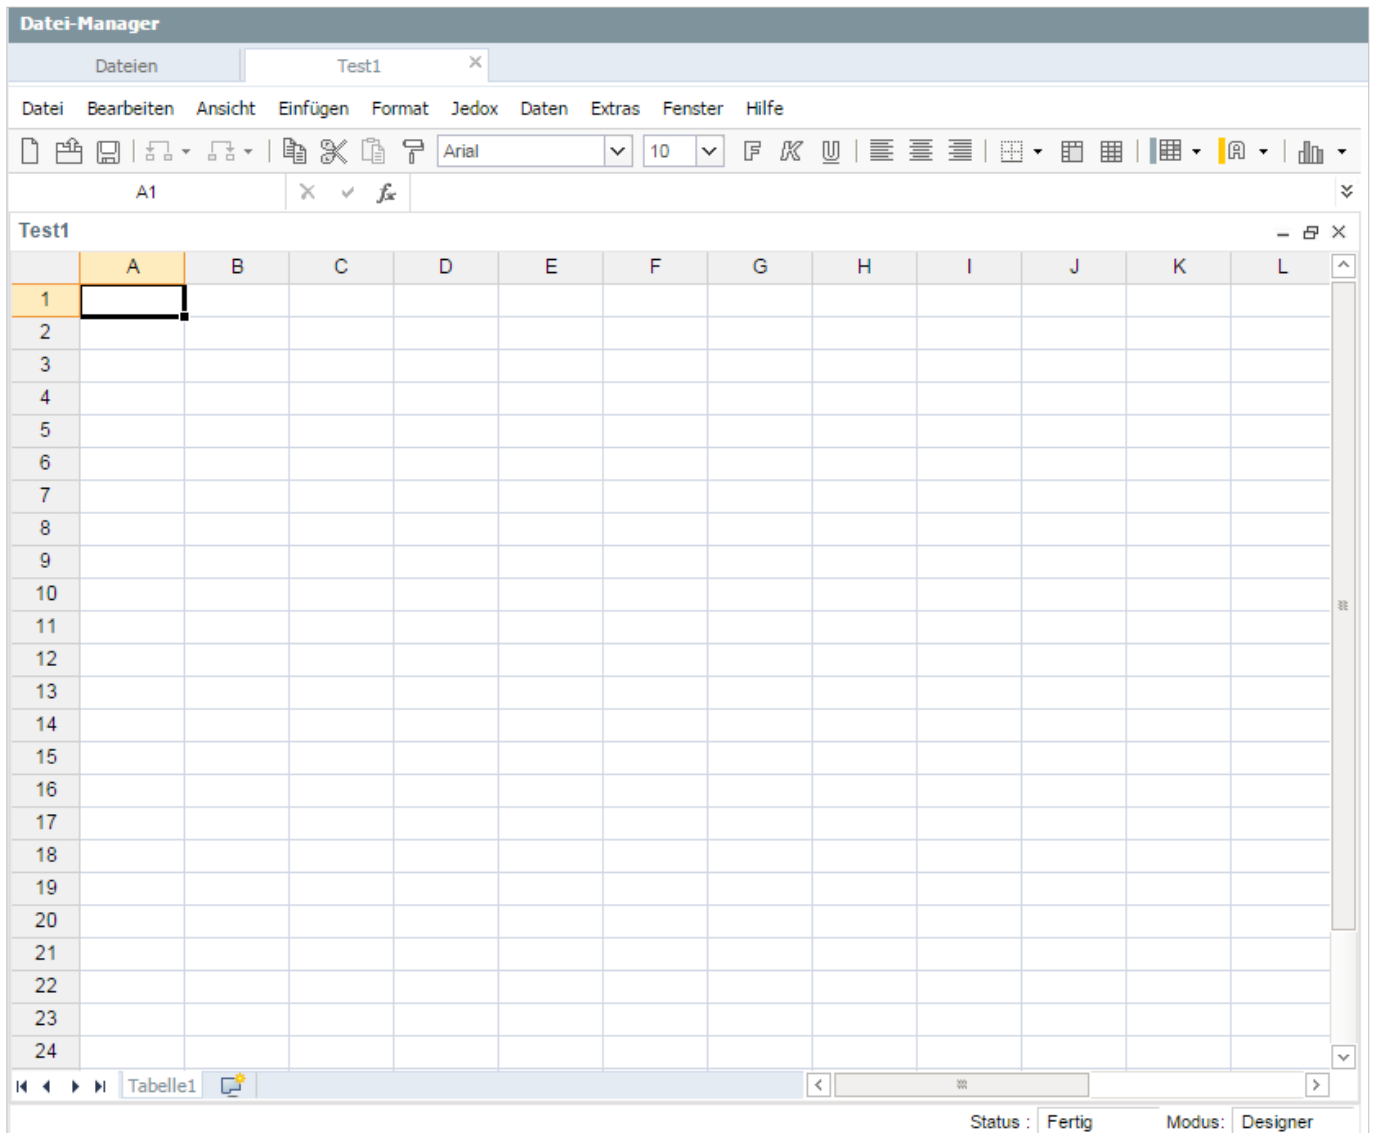 Datei-Manager
Dateien Test1
Datei Bearbeiten Ansicht Einfügen Format Jedox Daten Extras Fenster Hilfe
Arial 10 F K U A
A1 fx
Test1
A B C D E F G H I J K L
1
2
3
4
5
6
7
8
9
10
11
12
13
14
15
16
17
18
19
20
21
22
23
24
Tabelle1
Status : Fertig Modus: Designer